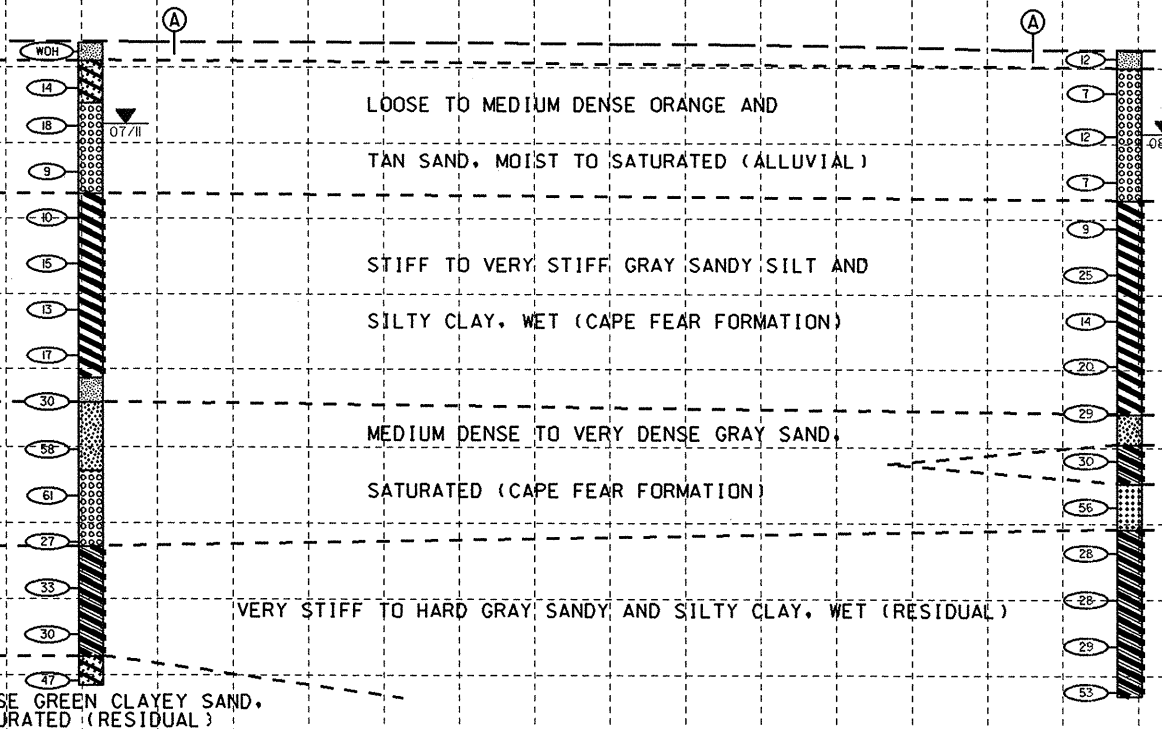 A
A
WOH
14
18
07/11
9
10
15
13
17
30
58
61
27
33
30
47
LOOSE TO MEDIUM DENSE ORANGE AND
TAN SAND, MOIST TO SATURATED (ALLUVIAL)
STIFF TO VERY STIFF GRAY SANDY SILT AND
SILTY CLAY, WET (CAPE FEAR FORMATION)
MEDIUM DENSE TO VERY DENSE GRAY SAND,
SATURATED (CAPE FEAR FORMATION)
VERY STIFF TO HARD GRAY SANDY AND SILTY CLAY, WET (RESIDUAL)
SE GREEN CLAYEY SAND,
URATED (RESIDUAL)
12
7
12
08
7
9
25
14
20
29
30
56
28
28
29
53